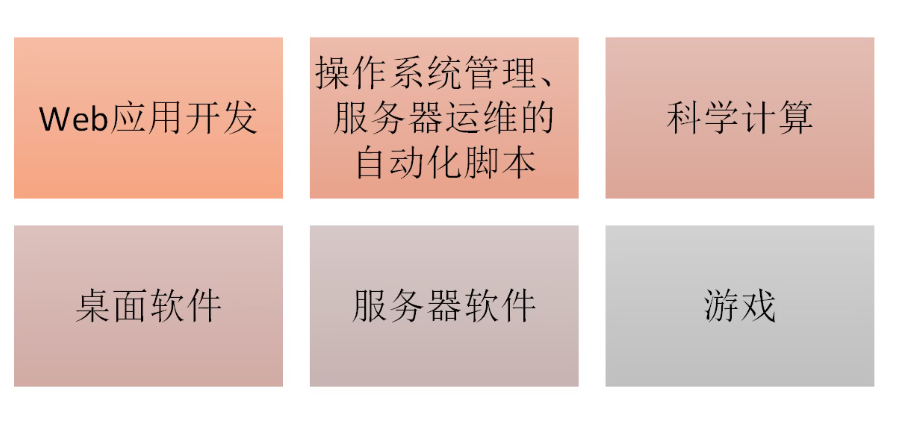 Web应用开发
操作系统管理、
服务器运维的
自动化脚本
科学计算
桌面软件
服务器软件
游戏